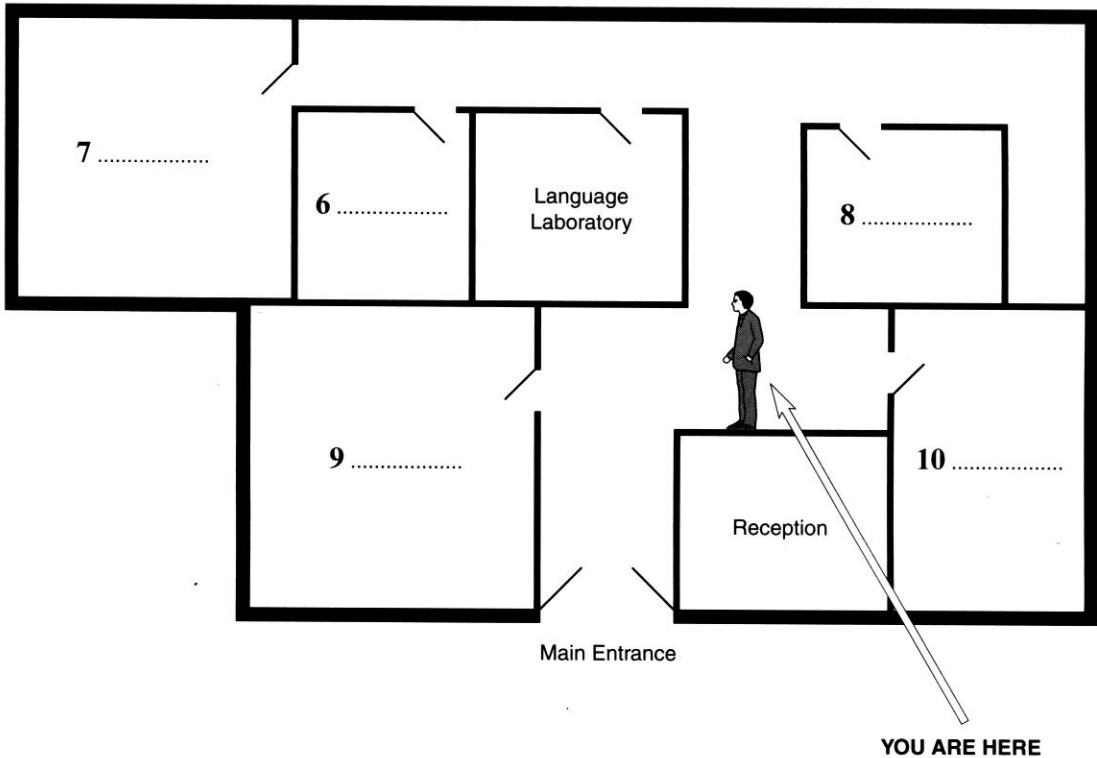 7 ....................
6 ....................
Language
Laboratory
8 ....................
9 ....................
10 ....................
Reception
Main Entrance
YOU ARE HERE